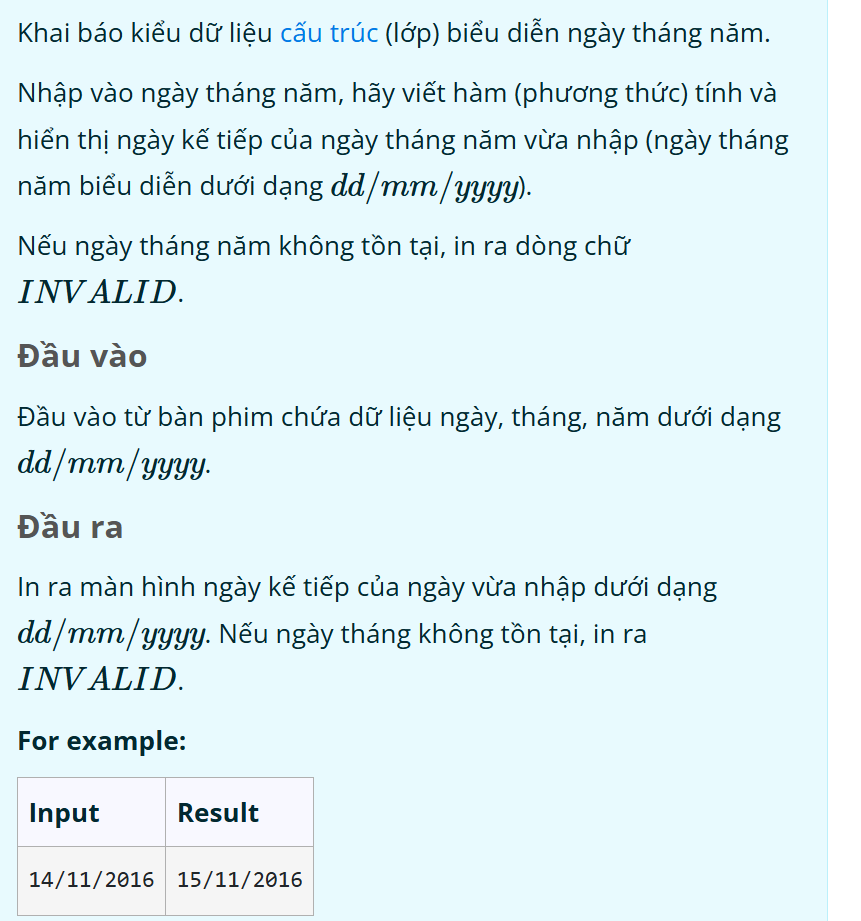 Khai báo kiểu dữ liệu cấu trúc (lớp) biểu diễn ngày tháng năm.
Nhập vào ngày tháng năm, hãy viết hàm (phương thức) tính và
hiển thị ngày kế tiếp của ngày tháng năm vừa nhập (ngày tháng
năm biểu diễn dưới dạng dd/mm/yyyy).
Nếu ngày tháng năm không tồn tại, in ra dòng chữ
INVALID.
Đầu vào
Đầu vào từ bàn phim chứa dữ liệu ngày, tháng, năm dưới dạng
dd/mm/yyyy.
Đầu ra
In ra màn hình ngày kế tiếp của ngày vừa nhập dưới dạng
dd/mm/yyyy. Nếu ngày tháng không tồn tại, in ra
INVALID.
For example:
Input Result
14/11/2016 15/11/2016